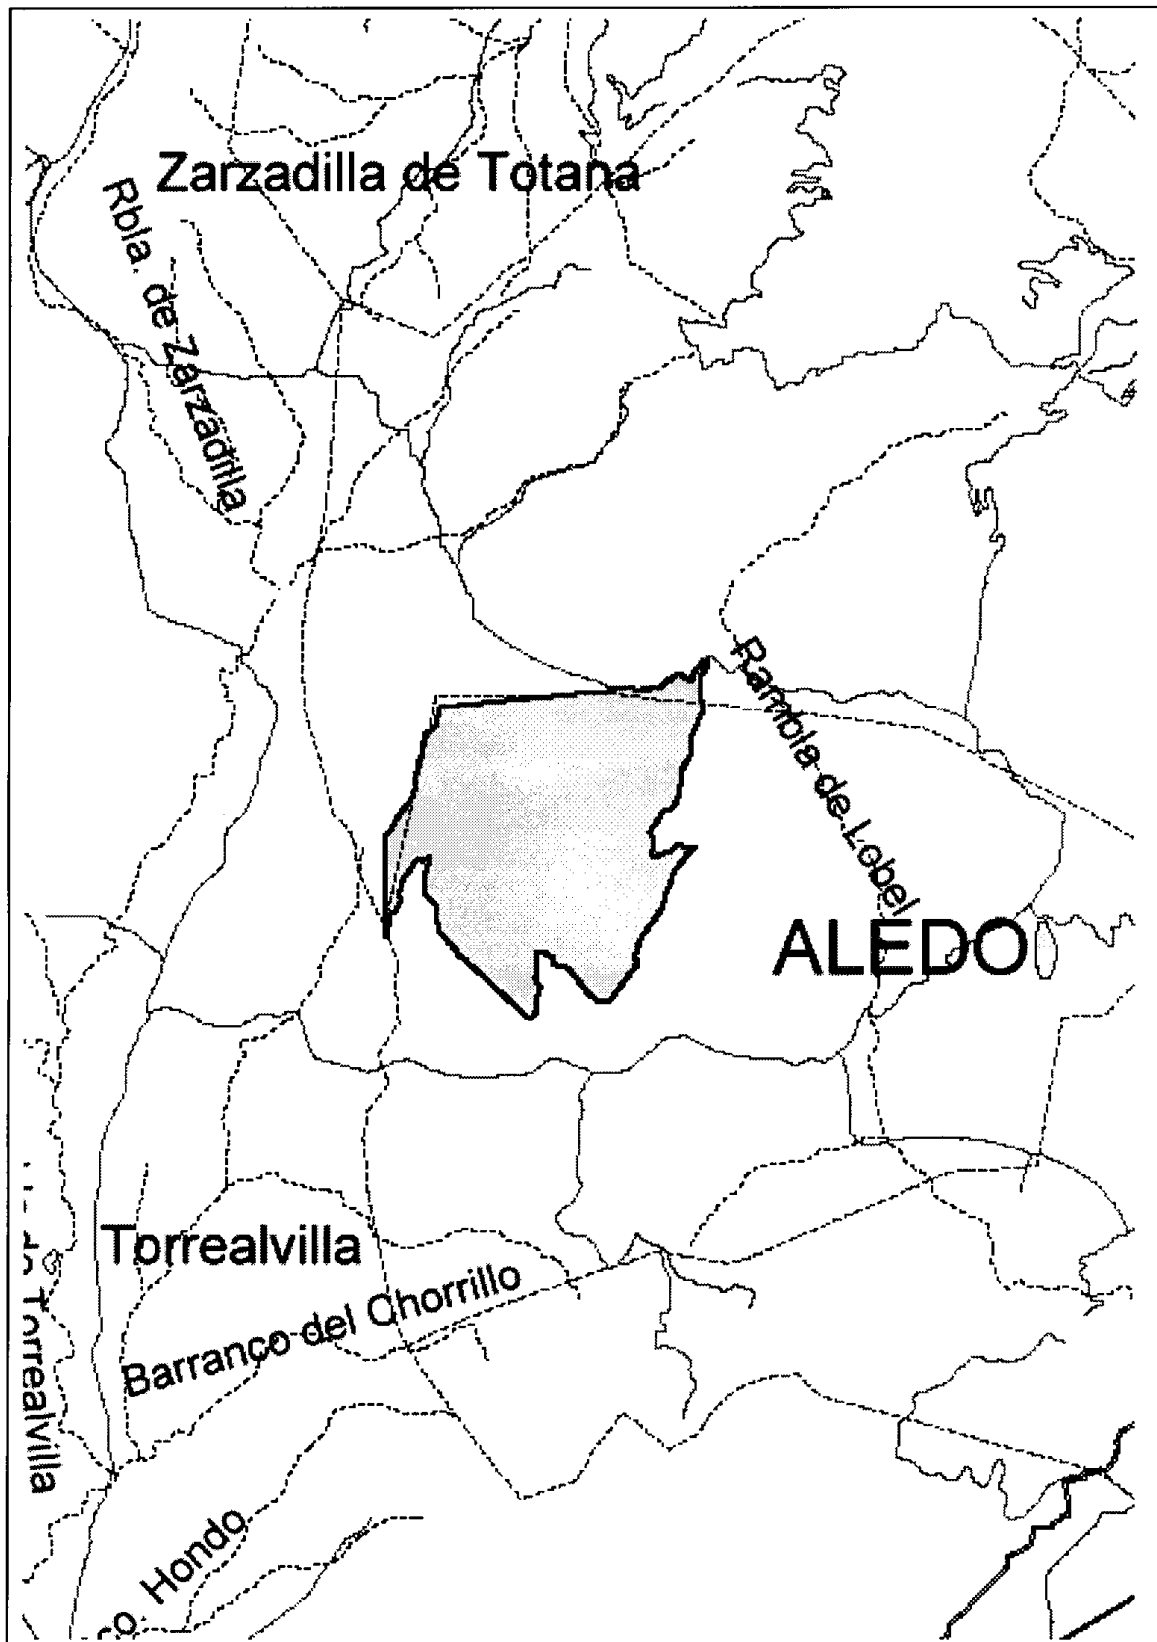 Zarzadilla de Totana
Rbla. de Zarzadilla
Rambla de Lobel
ALEDO
Torrealvilla
Barranco del Chorrillo
Torrealvilla
Hondo